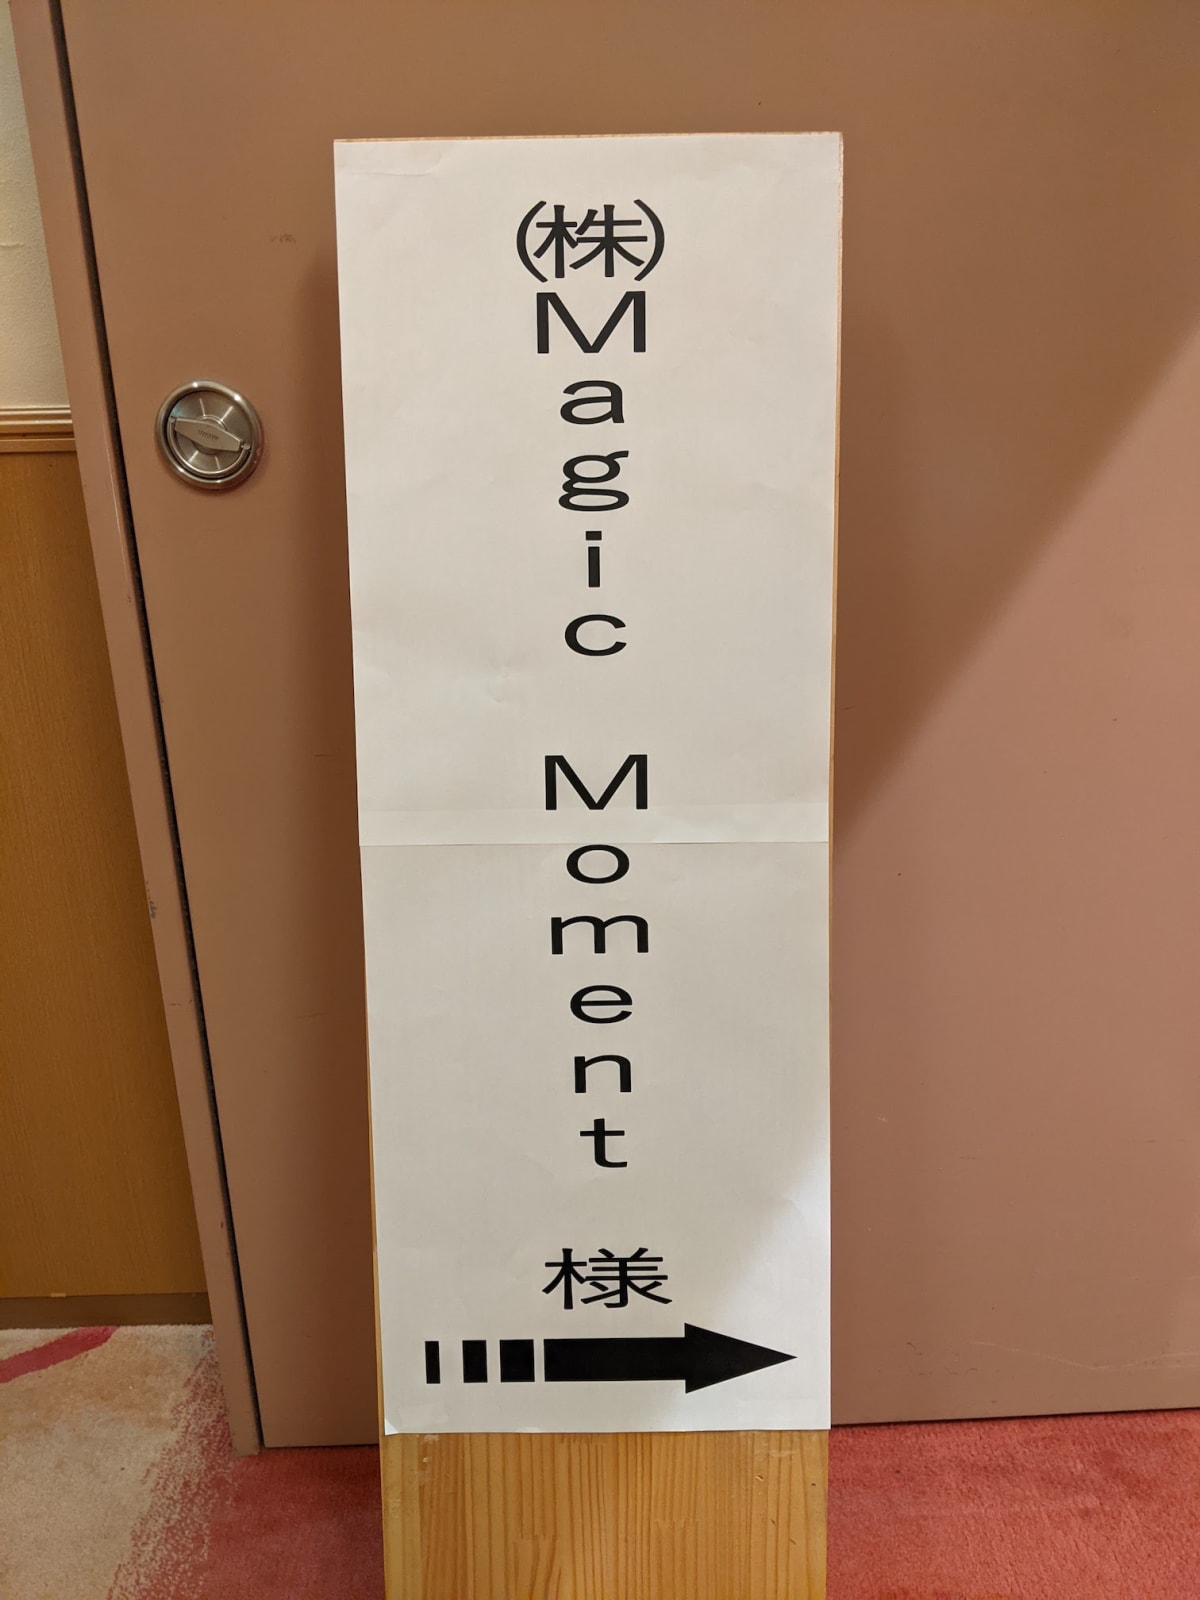 ㈱Magic Moment 様